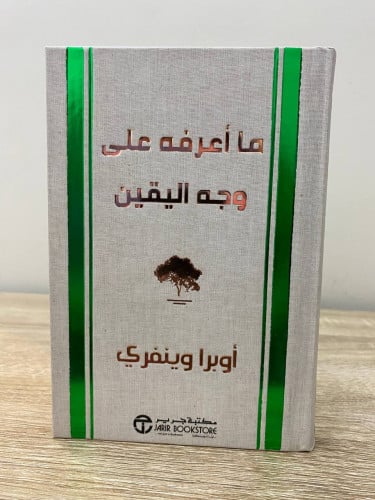 ما أعرفه على
وجه اليقين
أوبرا وينفري
مكتبة جرير
JARIR BOOKSTORE